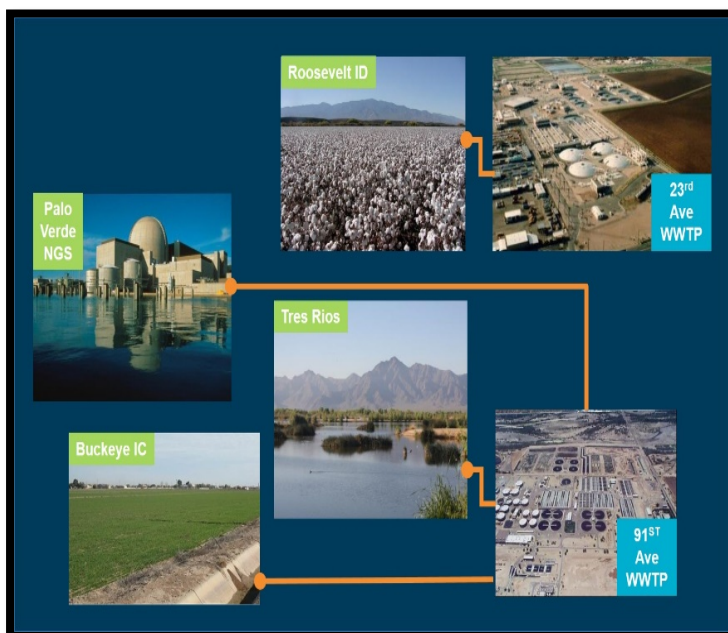 Roosevelt ID
23rd
Ave
WWTP
Palo
Verde
NGS
Tres Rios
Buckeye IC
91ST
Ave
WWTP